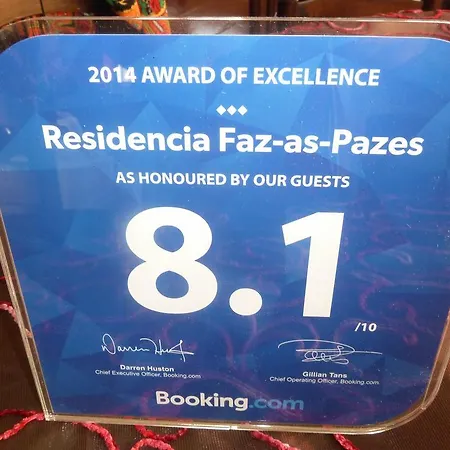 2014 AWARD OF EXCELLENCE
Residencia Faz-as-Pazes
AS HONOURED BY OUR GUESTS
8.1
/10
Darren Huston
Chief Executive Officer, Booking.com
Gillian Tans
Chief Operating Officer, Booking.com
Booking.com